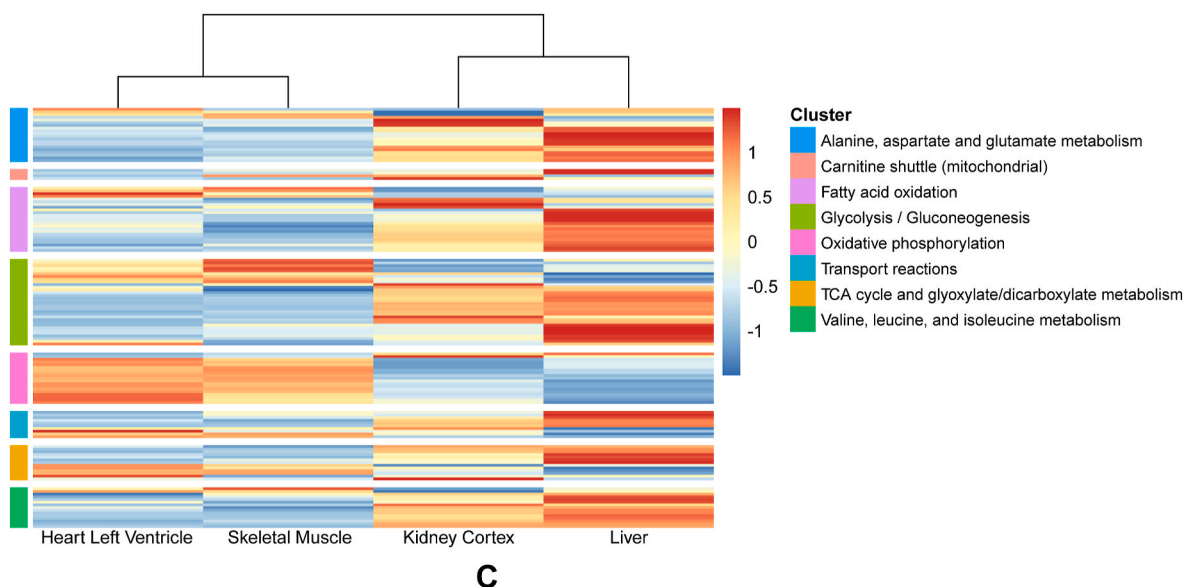 Cluster
Alanine, aspartate and glutamate metabolism
Carnitine shuttle (mitochondrial)
Fatty acid oxidation
Glycolysis / Gluconeogenesis
Oxidative phosphorylation
Transport reactions
TCA cycle and glyoxylate/dicarboxylate metabolism
Valine, leucine, and isoleucine metabolism
1
0.5
0
-0.5
-1
Heart Left Ventricle Skeletal Muscle Kidney Cortex Liver
C